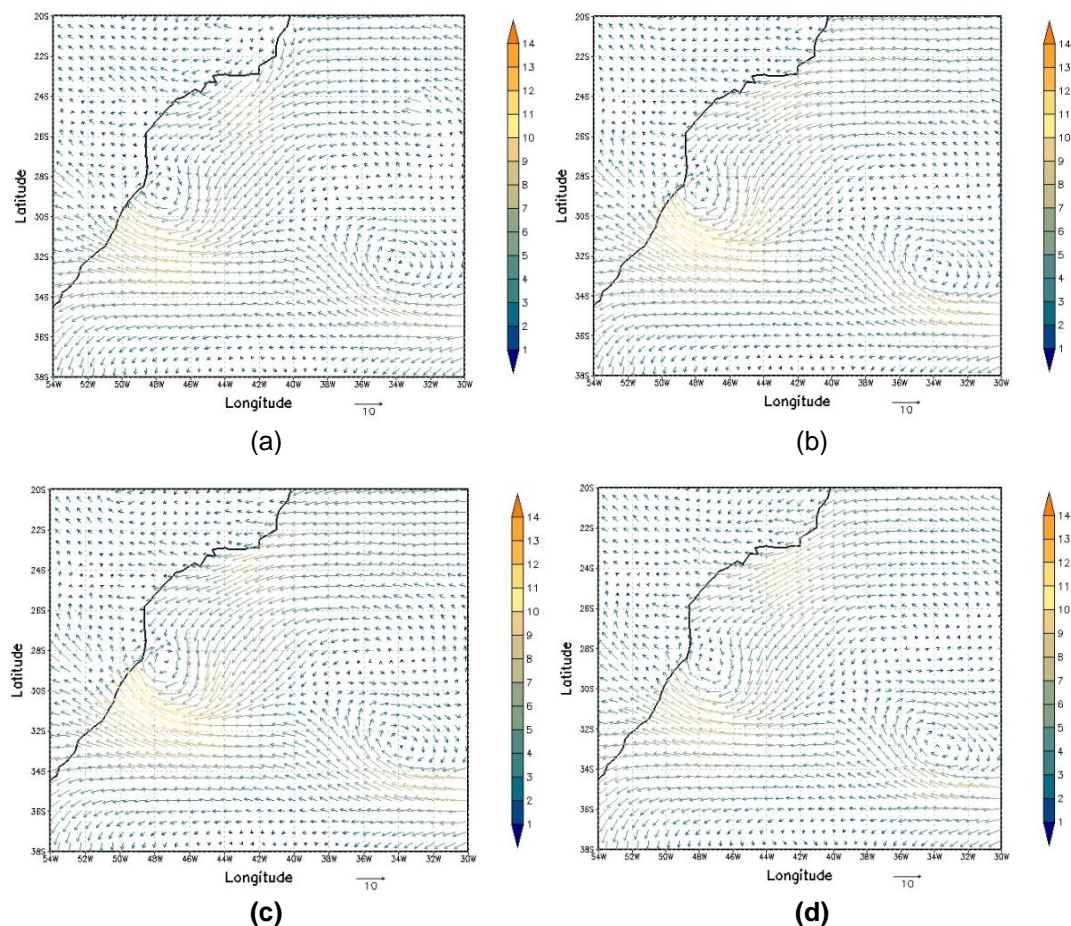 20S
22S
24S
26S
28S
30S
32S
34S
36S
38S
Latitude
54W 52W 50W 48W 46W 44W 42W 40W 38W 36W 34W 32W 30W
Longitude
10
14
13
12
11
10
9
8
7
6
5
4
3
2
1
(a)
20S
22S
24S
26S
28S
30S
32S
34S
36S
38S
Latitude
54W 52W 50W 48W 46W 44W 42W 40W 38W 36W 34W 32W 30W
Longitude
10
14
13
12
11
10
9
8
7
6
5
4
3
2
1
(b)
20S
22S
24S
26S
28S
30S
32S
34S
36S
38S
Latitude
54W 52W 50W 48W 46W 44W 42W 40W 38W 36W 34W 32W 30W
Longitude
10
14
13
12
11
10
9
8
7
6
5
4
3
2
1
(c)
20S
22S
24S
26S
28S
30S
32S
34S
36S
38S
Latitude
54W 52W 50W 48W 46W 44W 42W 40W 38W 36W 34W 32W 30W
Longitude
10
14
13
12
11
10
9
8
7
6
5
4
3
2
1
(d)